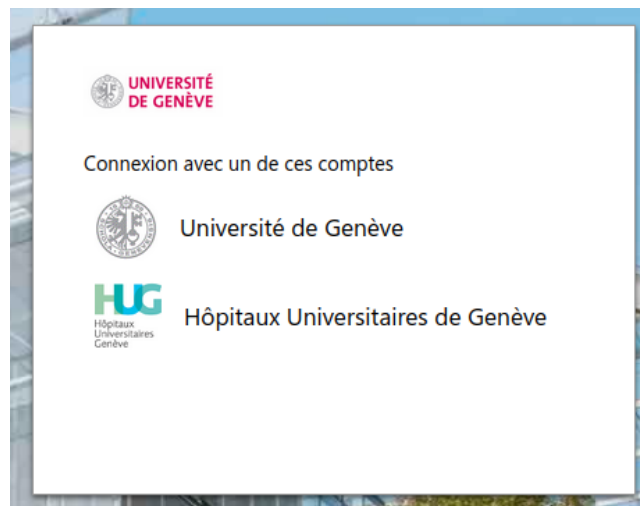 UNIVERSITÉ
DE GENÈVE
Connexion avec un de ces comptes
Université de Genève
HUG
Hôpitaux
Universitaires
Genève
Hôpitaux Universitaires de Genève